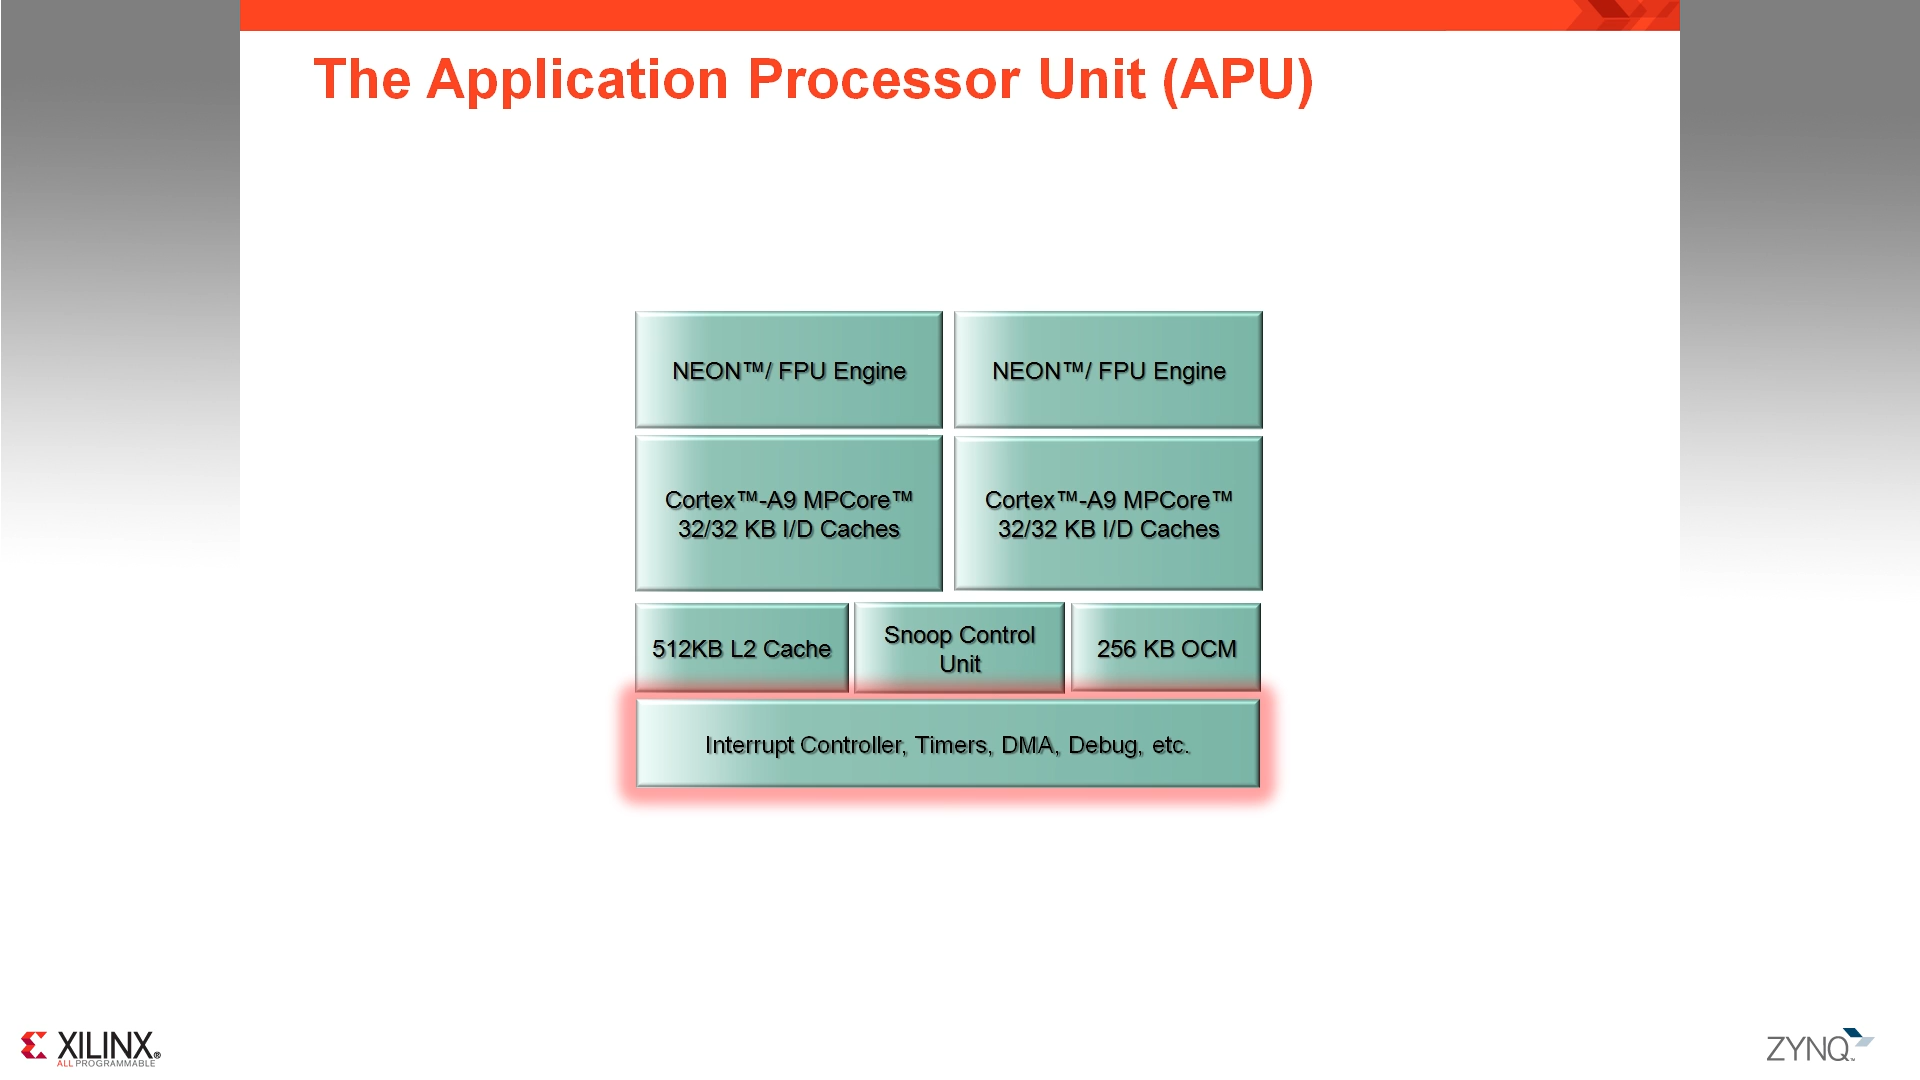 The Application Processor Unit (APU)
NEON™/ FPU Engine
NEON™/ FPU Engine
Cortex™-A9 MPCore™
32/32 KB I/D Caches
Cortex™-A9 MPCore™
32/32 KB I/D Caches
512KB L2 Cache
Snoop Control
Unit
256 KB OCM
Interrupt Controller, Timers, DMA, Debug, etc.
XILINX®
ALL PROGRAMMABLE
ZYNQ™